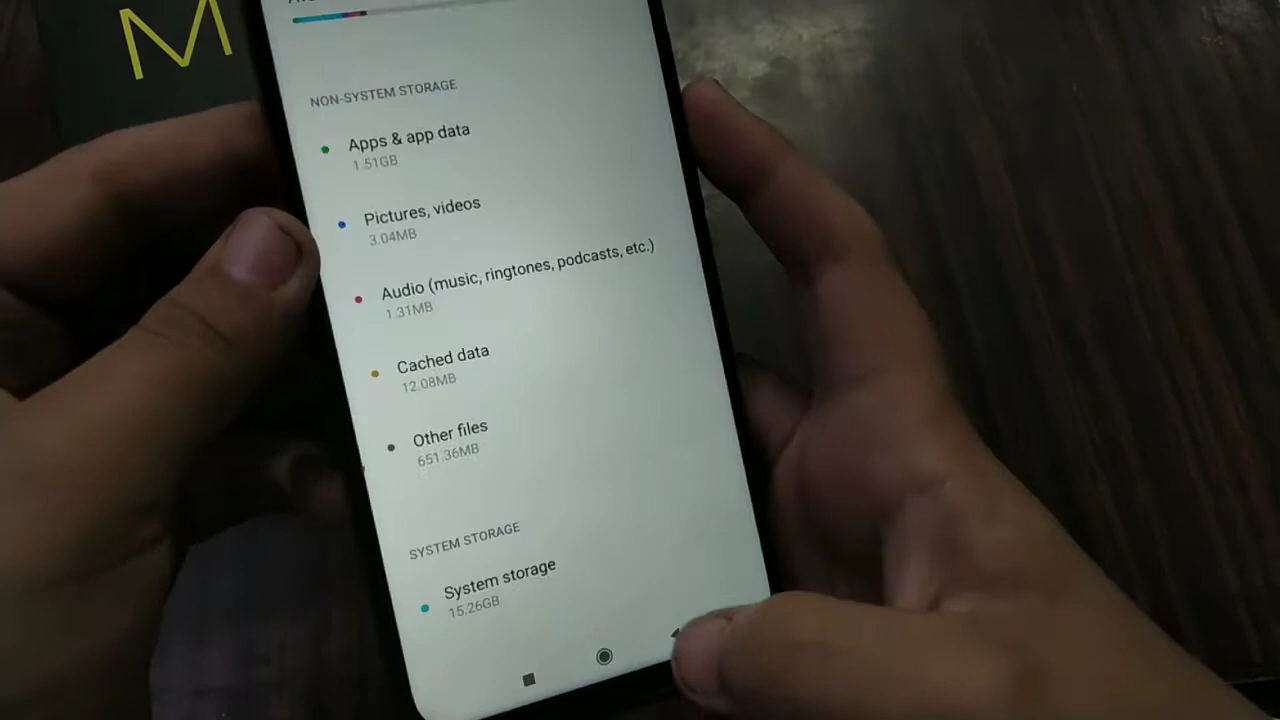 M
NON-SYSTEM STORAGE
Apps & app data
1.51GB
Pictures, videos
3.04MB
Audio (music, ringtones, podcasts, etc.)
1.31MB
Cached data
12.08MB
Other files
651.36MB
SYSTEM STORAGE
System storage
15.26GB